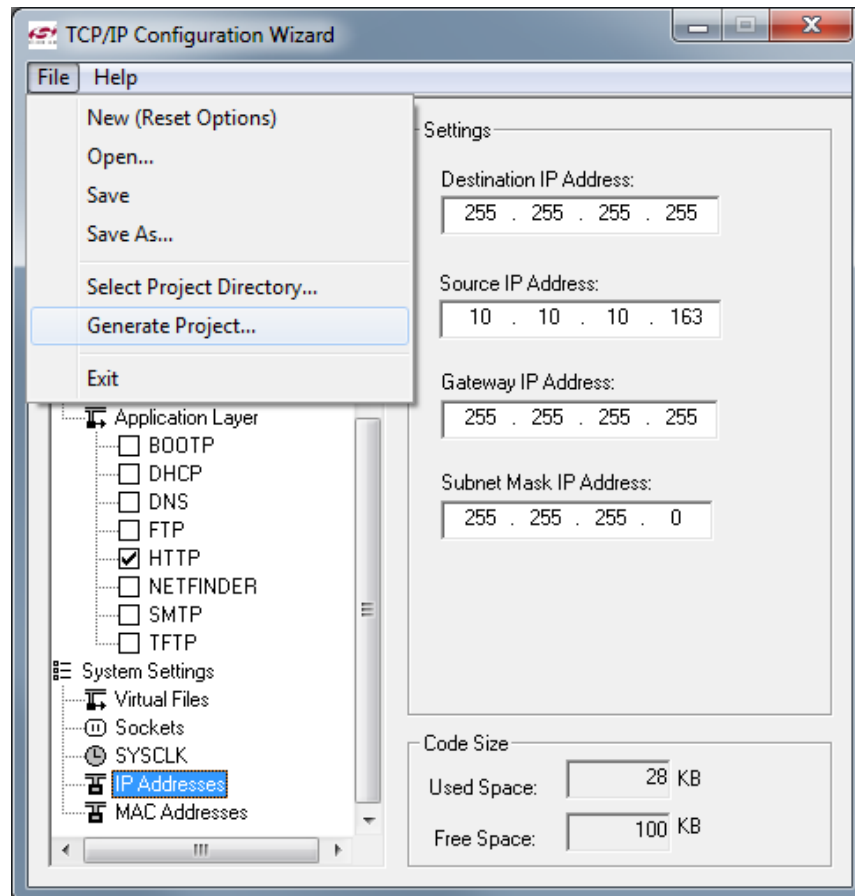 TCP/IP Configuration Wizard
File Help
New (Reset Options)
Open...
Save
Save As...
Select Project Directory...
Generate Project...
Exit
Application Layer
BOOTP
DHCP
DNS
FTP
HTTP
NETFINDER
SMTP
TFTP
System Settings
Virtual Files
Sockets
SYSCLK
IP Addresses
MAC Addresses
Settings
Destination IP Address:
255 . 255 . 255 . 255
Source IP Address:
10 . 10 . 10 . 163
Gateway IP Address:
255 . 255 . 255 . 255
Subnet Mask IP Address:
255 . 255 . 255 . 0
Code Size
Used Space: 28 KB
Free Space: 100 KB